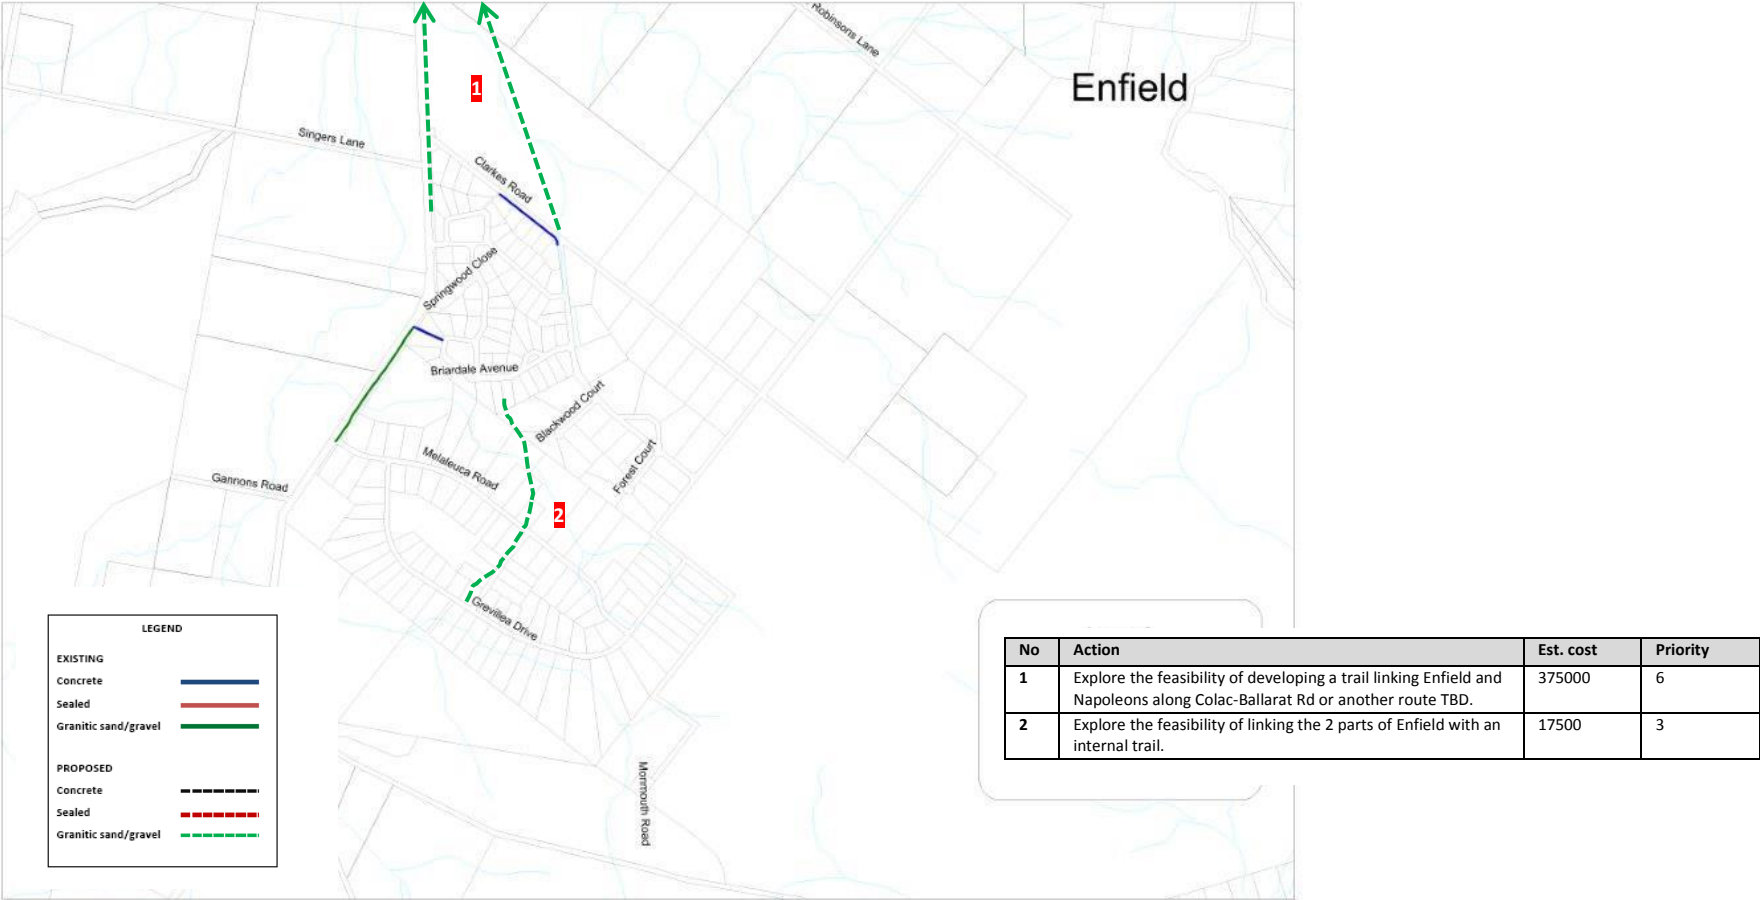 Robinsons Lane
Enfield
1
Singers Lane
Clarkes Road
Springwood Close
Briardale Avenue
Blackwood Court
Forest Court
Melaleuca Road
Gannons Road
2
Grevillea Drive
Monmouth Road
LEGEND
EXISTING
Concrete
Sealed
Granitic sand/gravel
PROPOSED
Concrete
Sealed
Granitic sand/gravel
No Action Est. cost Priority
1 Explore the feasibility of developing a trail linking Enfield and 375000 6
Napoleons along Colac-Ballarat Rd or another route TBD.
2 Explore the feasibility of linking the 2 parts of Enfield with an 17500 3
internal trail.